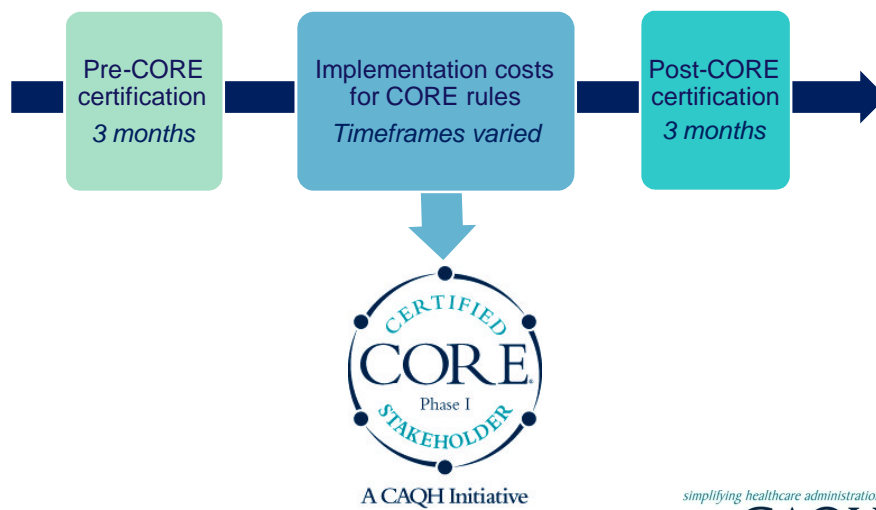 Pre-CORE
certification
3 months
Implementation costs
for CORE rules
Timeframes varied
Post-CORE
certification
3 months
CERTIFIED
CORE®
Phase I
STAKEHOLDER
A CAQH Initiative
simplifying healthcare administration
CAQH